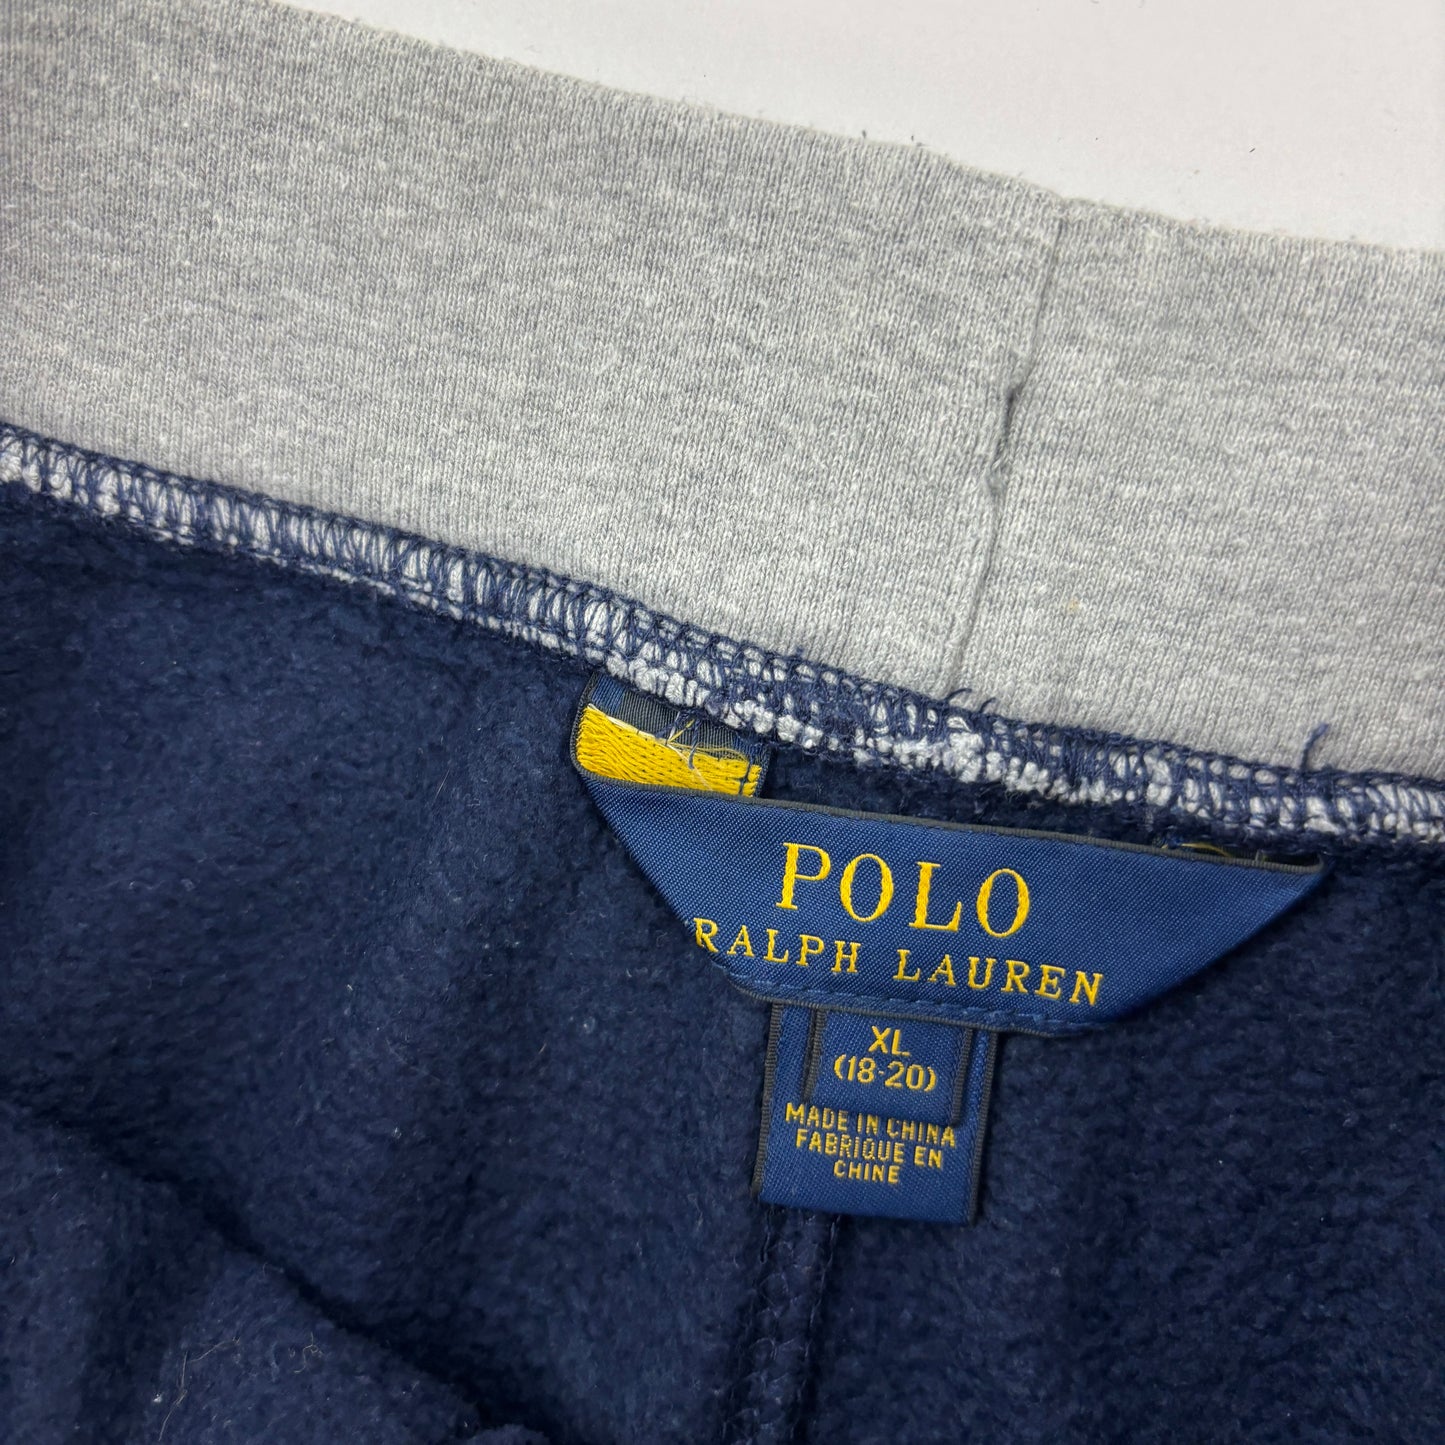 POLO
RALPH LAUREN
XL
(18-20)
MADE IN CHINA
FABRIQUE EN
CHINE